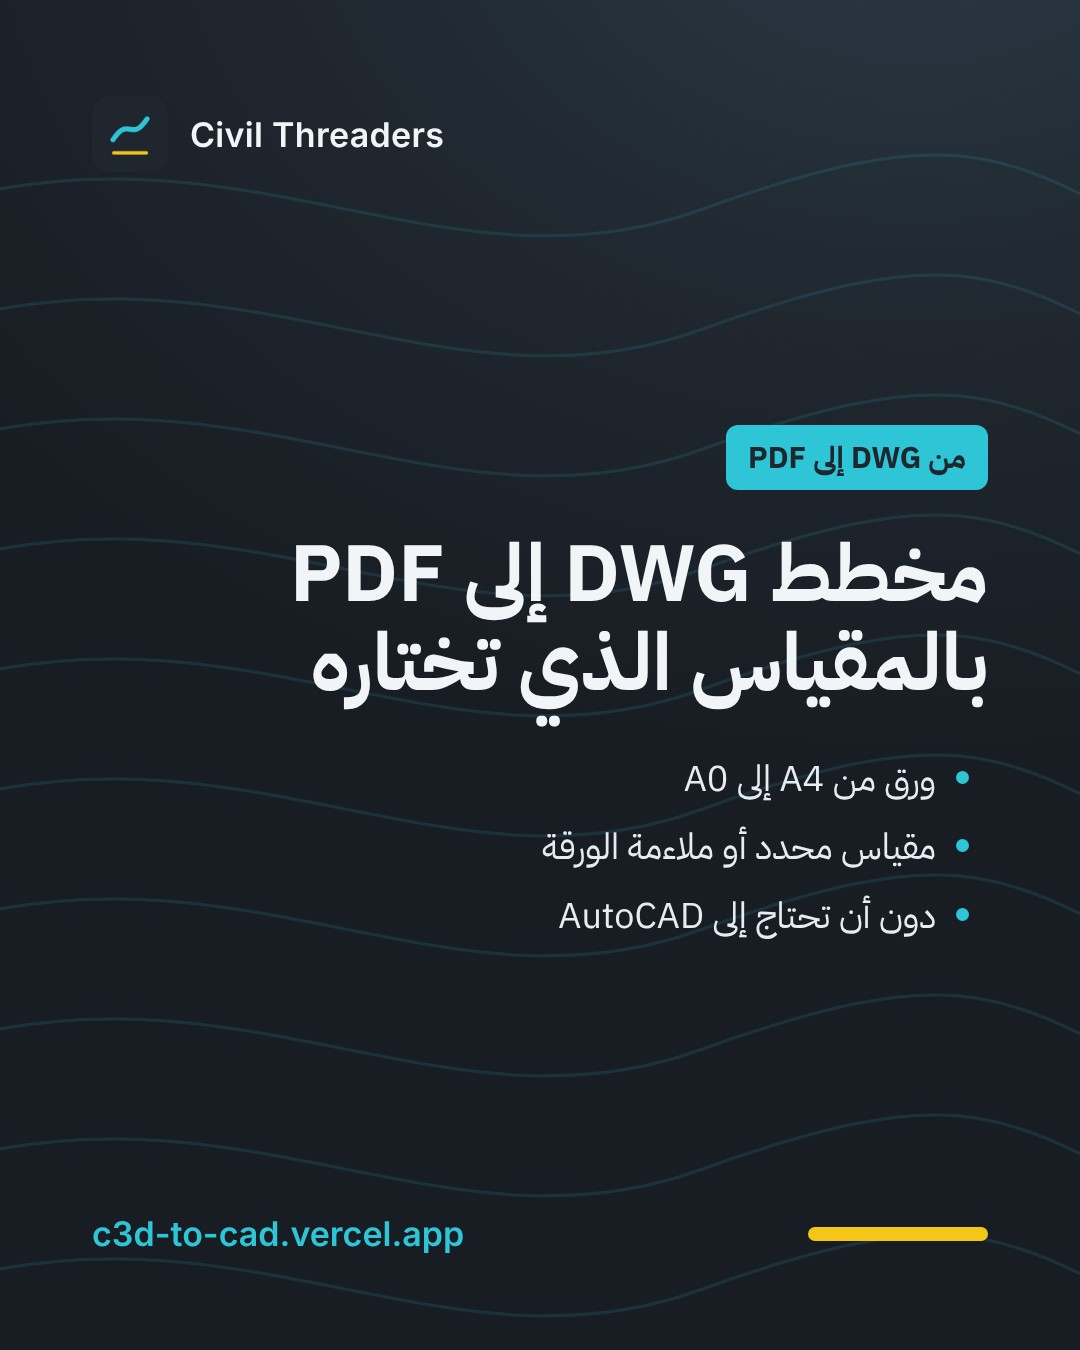 Civil Threaders
من DWG إلى PDF
مخطط DWG إلى PDF
بالمقياس الذي تختاره
ورق من A4 إلى A0
مقياس محدد أو ملاءمة الورقة
دون أن تحتاج إلى AutoCAD
c3d-to-cad.vercel.app